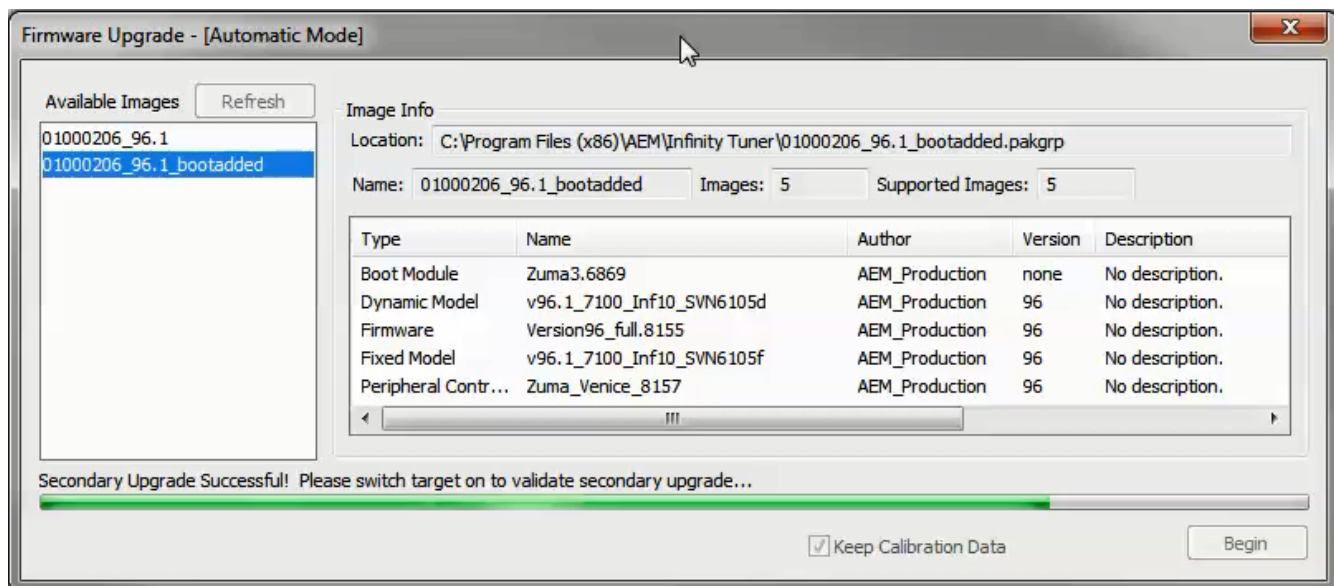 Firmware Upgrade - [Automatic Mode]
Available Images Refresh
01000206_96.1
01000206_96.1_bootadded
Image Info
Location: C:\Program Files (x86)\AEM\Infinity Tuner\01000206_96.1_bootadded.pakgrp
Name: 01000206_96.1_bootadded Images: 5 Supported Images: 5
Type Name Author Version Description
Boot Module Zuma3.6869 AEM_Production none No description.
Dynamic Model v96.1_7100_Inf10_SVN6105d AEM_Production 96 No description.
Firmware Version96_full.8155 AEM_Production 96 No description.
Fixed Model v96.1_7100_Inf10_SVN6105f AEM_Production 96 No description.
Peripheral Contr... Zuma_Venice_8157 AEM_Production 96 No description.
Secondary Upgrade Successful! Please switch target on to validate secondary upgrade...
Keep Calibration Data Begin